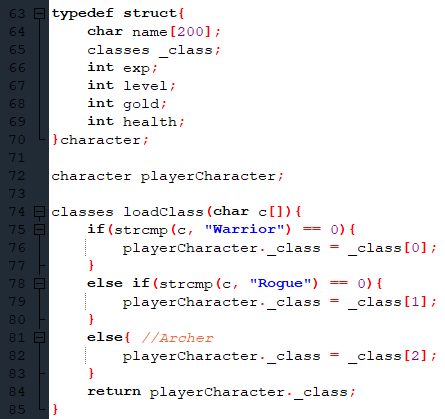 63 typedef struct{
64     char name[200];
65     classes _class;
66     int exp;
67     int level;
68     int gold;
69     int health;
70 }character;
71
72 character playerCharacter;
73
74 classes loadClass(char c[]){
75     if(strcmp(c, "Warrior") == 0){
76         playerCharacter._class = _class[0];
77     }
78     else if(strcmp(c, "Rogue") == 0){
79         playerCharacter._class = _class[1];
80     }
81     else{ //Archer
82         playerCharacter._class = _class[2];
83     }
84     return playerCharacter._class;
85 }